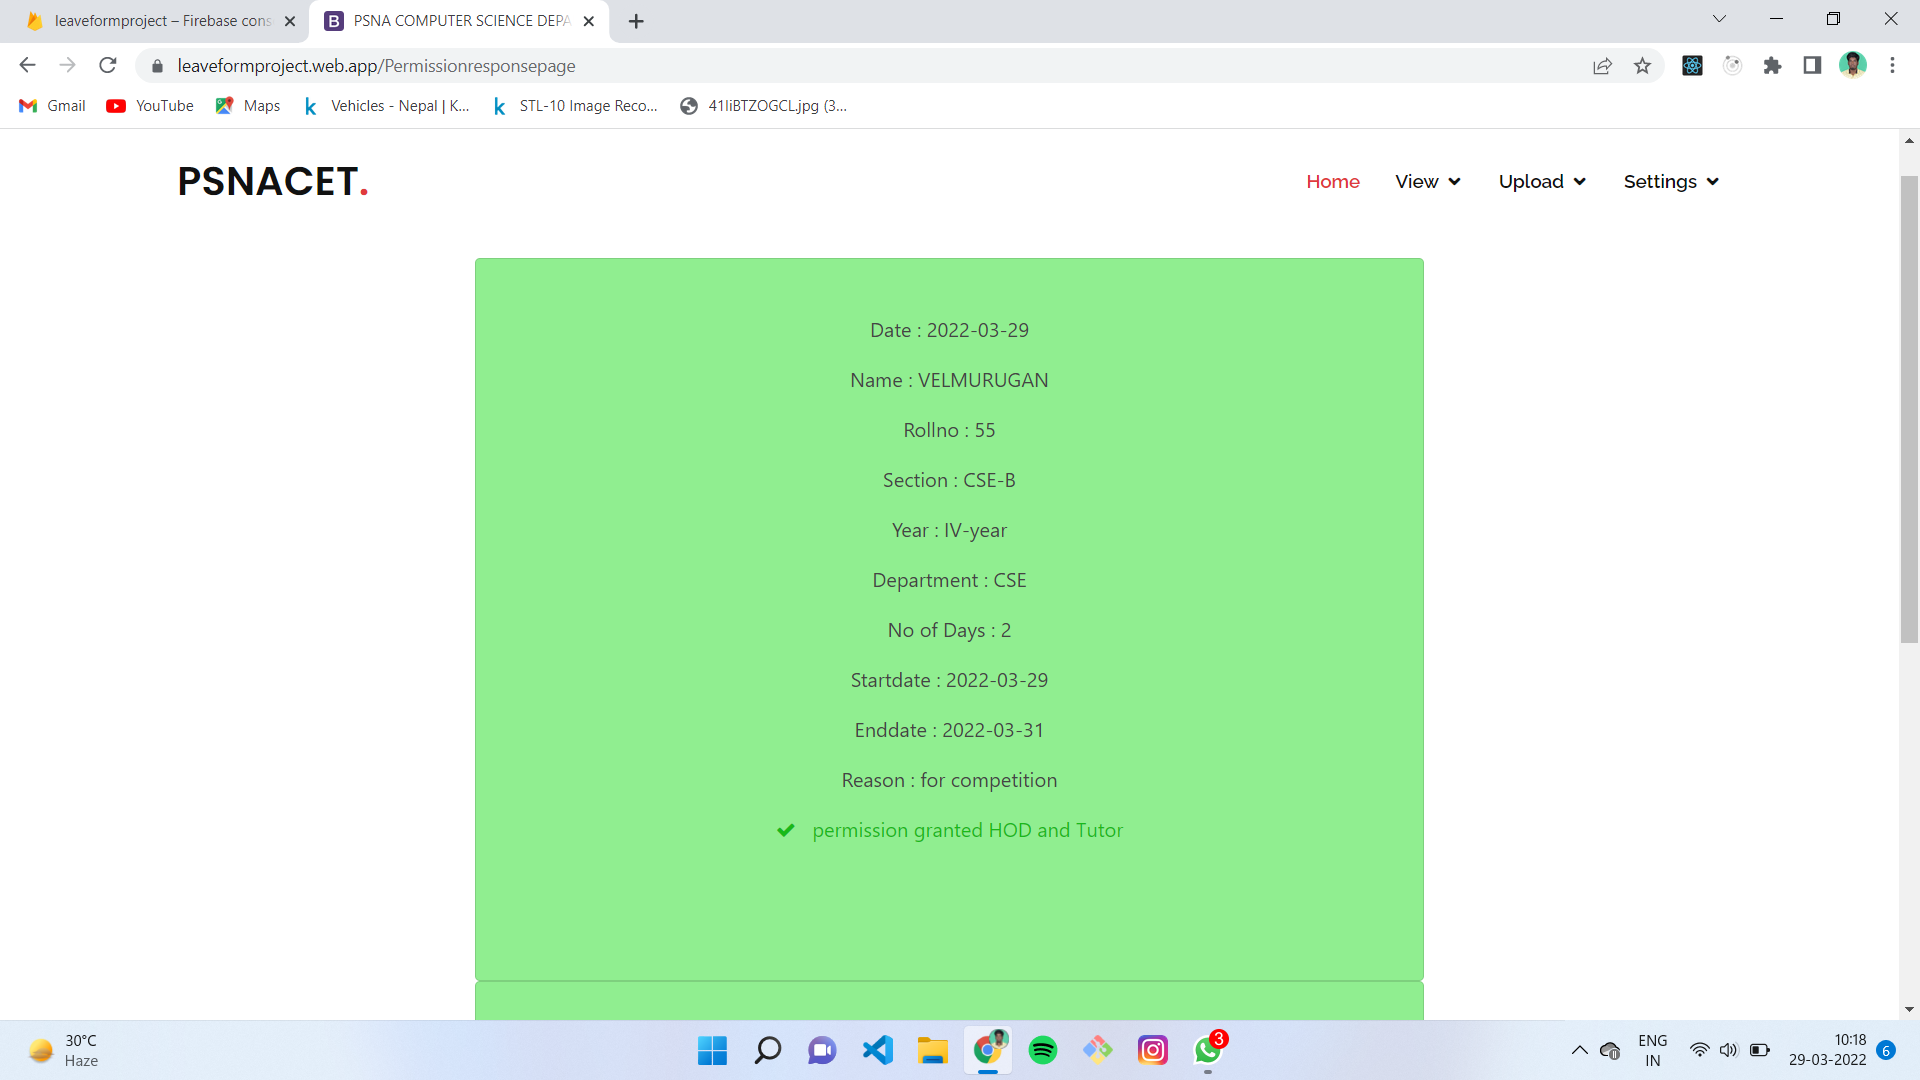 leaveformproject – Firebase cons
PSNA COMPUTER SCIENCE DEPA
leaveformproject.web.app/Permissionresponsepage
Gmail
YouTube
Maps
Vehicles - Nepal | K...
STL-10 Image Reco...
41IiBTZOGCL.jpg (3...
PSNACET.
Home
View
Upload
Settings
Date : 2022-03-29
Name : VELMURUGAN
Rollno : 55
Section : CSE-B
Year : IV-year
Department : CSE
No of Days : 2
Startdate : 2022-03-29
Enddate : 2022-03-31
Reason : for competition
permission granted HOD and Tutor
30°C
Haze
3
ENG
IN
10:18
29-03-2022
6